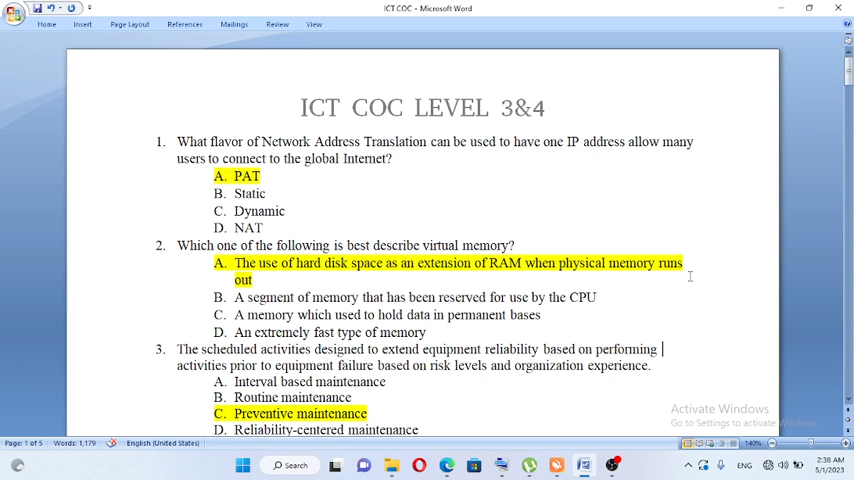 ICT COC - Microsoft Word
Home Insert Page Layout References Mailings Review View
ICT COC LEVEL 3&4
1. What flavor of Network Address Translation can be used to have one IP address allow many
users to connect to the global Internet?
A. PAT
B. Static
C. Dynamic
D. NAT
2. Which one of the following is best describe virtual memory?
A. The use of hard disk space as an extension of RAM when physical memory runs
out
B. A segment of memory that has been reserved for use by the CPU
C. A memory which used to hold data in permanent bases
D. An extremely fast type of memory
3. The scheduled activities designed to extend equipment reliability based on performing
activities prior to equipment failure based on risk levels and organization experience.
A. Interval based maintenance
B. Routine maintenance
C. Preventive maintenance
D. Reliability-centered maintenance
Activate Windows
Go to Settings to activate Windows.
Page: 1 of 5 Words: 1,179 English (United States) 140%
Search ENG 2:38 AM
5/1/2023